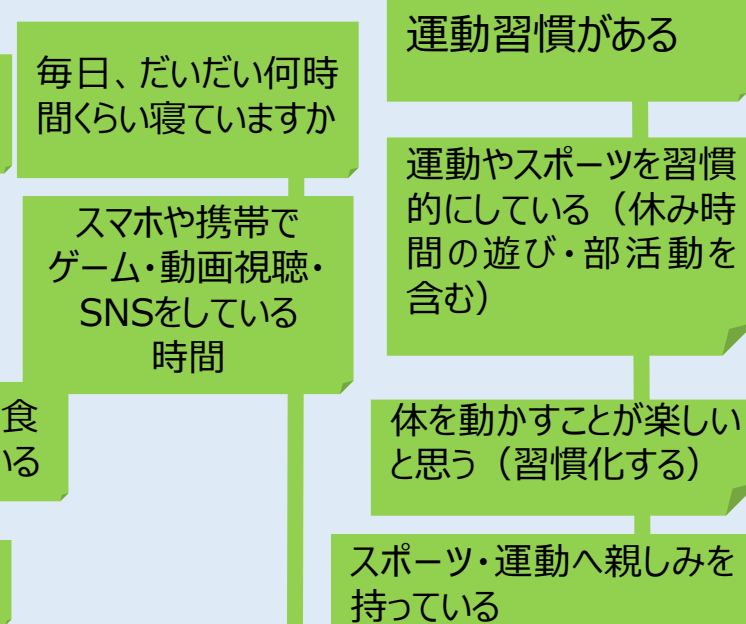 毎日、だいだい何時
間くらい寝ていますか
スマホや携帯で
ゲーム・動画視聴・
SNSをしている
時間
食
いる
運動習慣がある
運動やスポーツを習慣
的にしている（休み時
間の遊び・部活動を
含む）
体を動かすことが楽しい
と思う（習慣化する）
スポーツ・運動へ親しみを
持っている